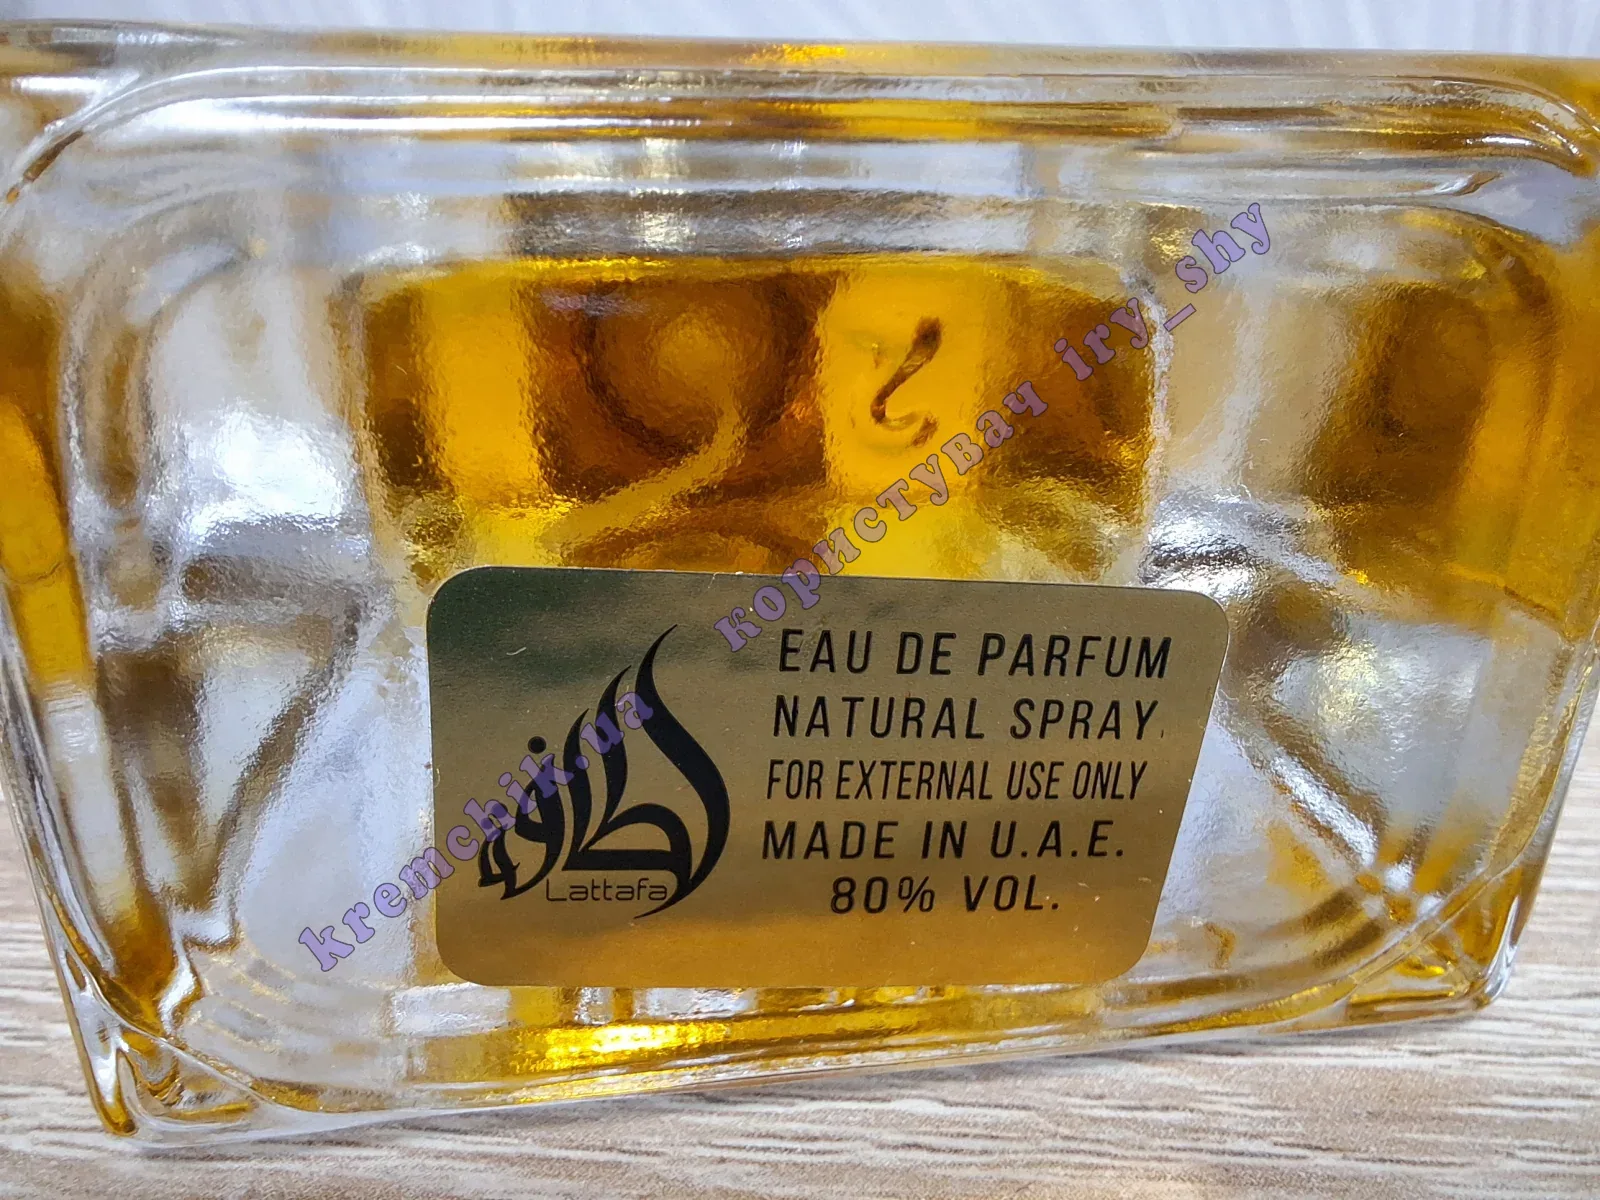 EAU DE PARFUM
NATURAL SPRAY
FOR EXTERNAL USE ONLY
MADE IN U.A.E.
80% VOL.
لطافة
Lattafa
kremchik.ua користувач iry_shy